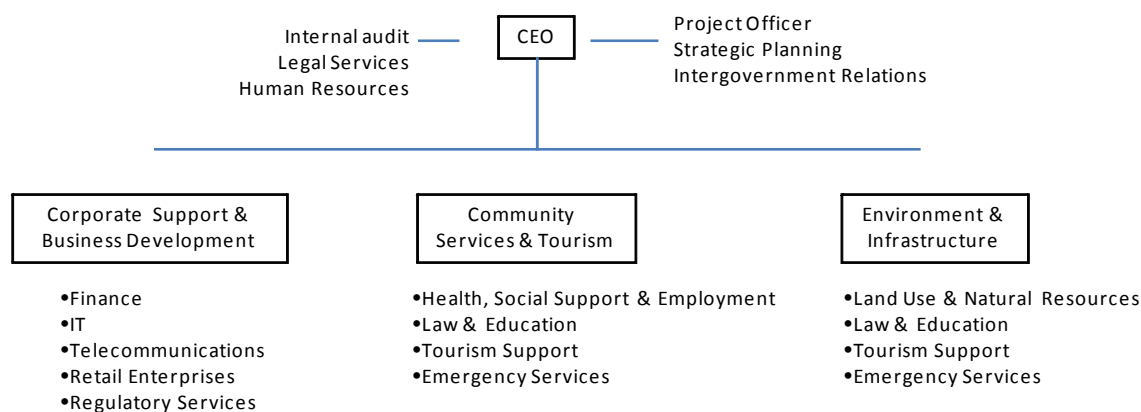 Internal audit
Legal Services
Human Resources
CEO
Project Officer
Strategic Planning
Intergovernment Relations
Corporate Support &
Business Development
•Finance
•IT
•Telecommunications
•Retail Enterprises
•Regulatory Services
Community
Services & Tourism
•Health, Social Support & Employment
•Law & Education
•Tourism Support
•Emergency Services
Environment &
Infrastructure
•Land Use & Natural Resources
•Law & Education
•Tourism Support
•Emergency Services